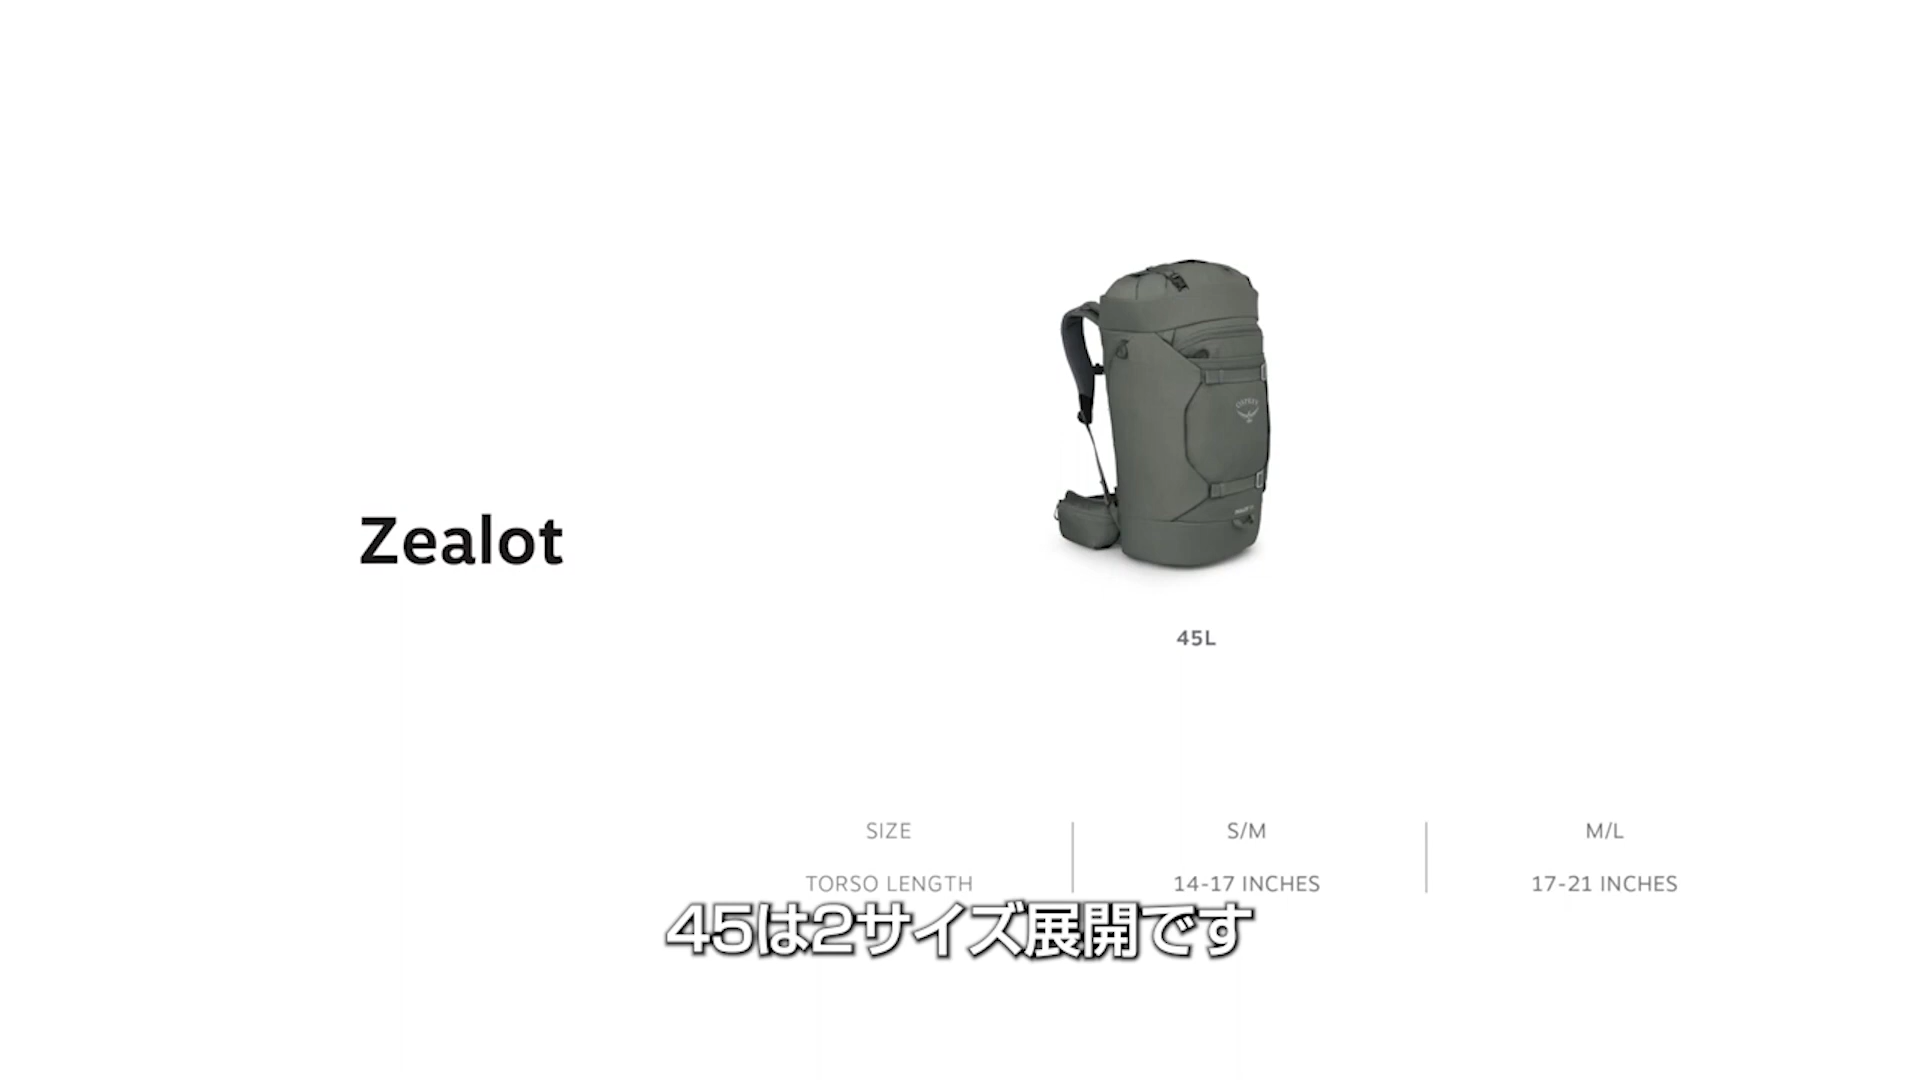 OSPREY
Zealot
45L
SIZE
S/M
M/L
TORSO LENGTH
14-17 INCHES
17-21 INCHES
45は2サイズ展開です